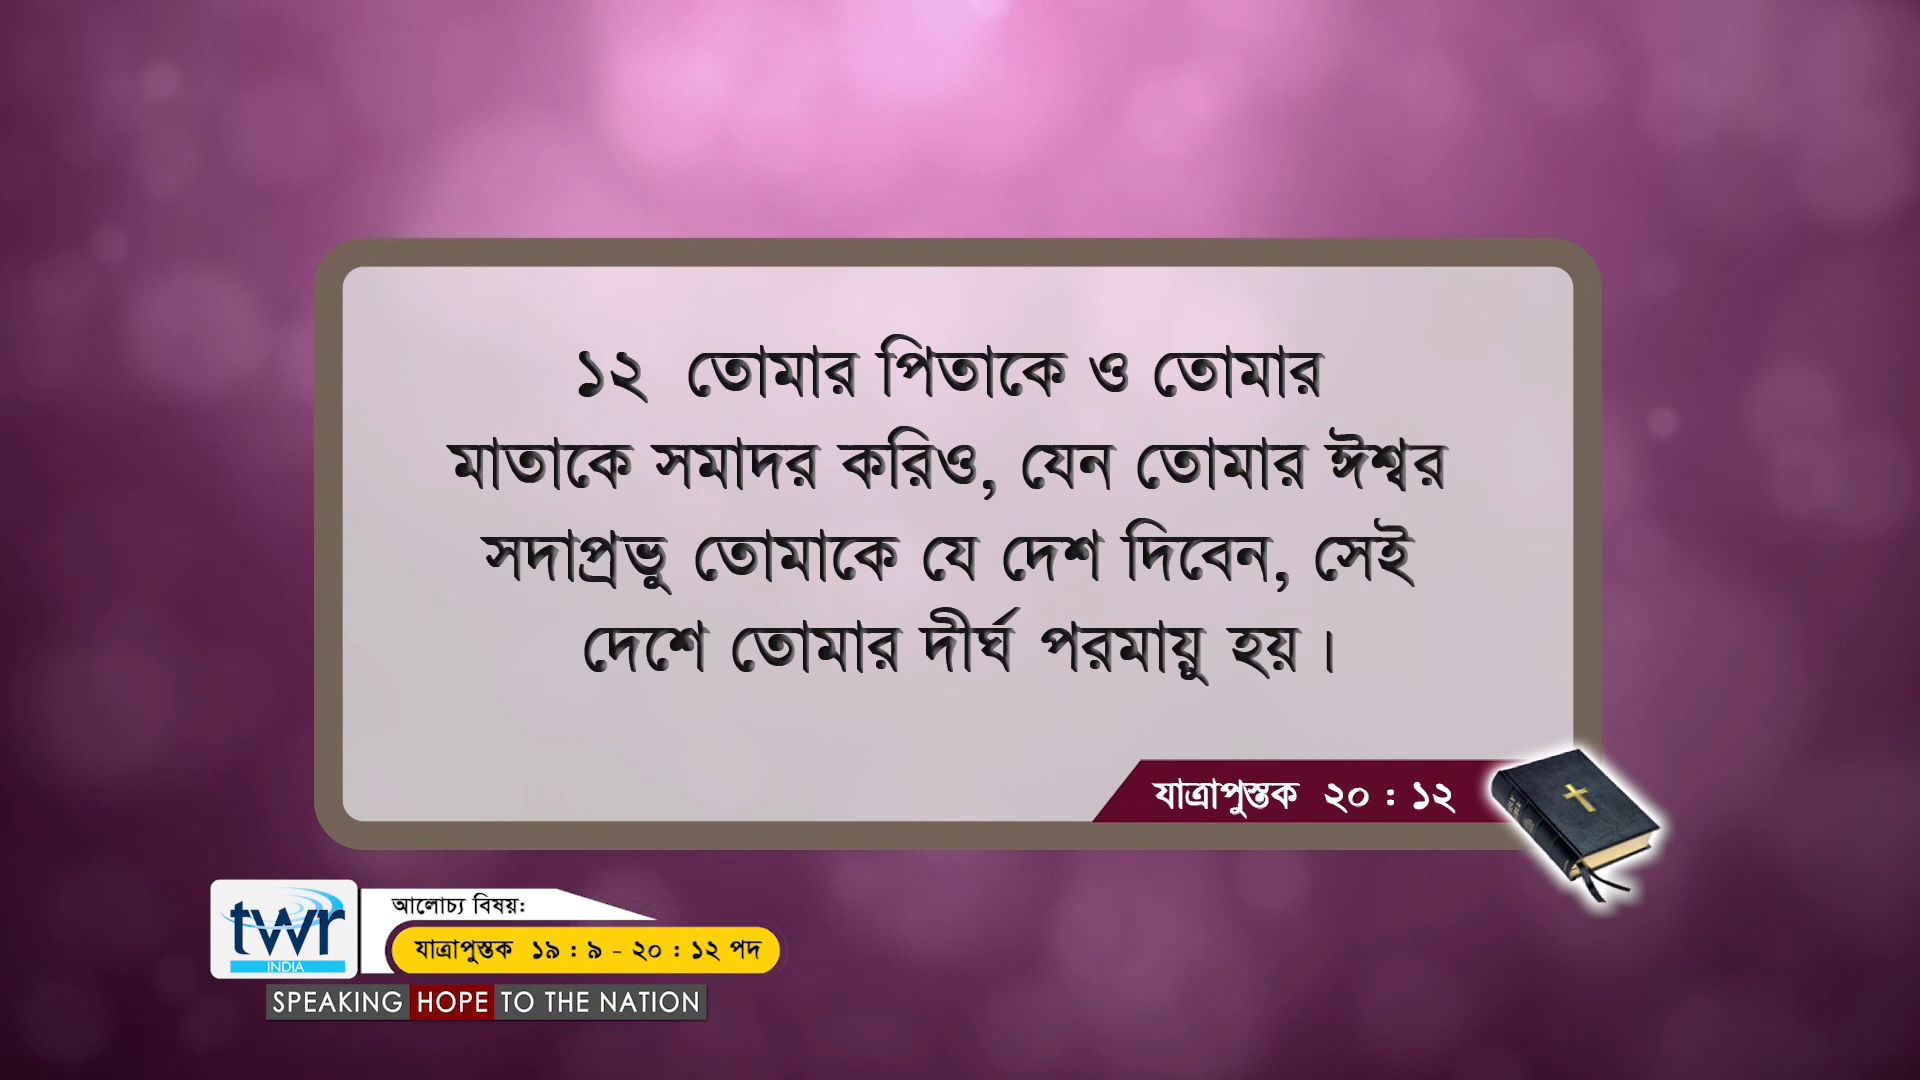 ১২ তোমার পিতাকে ও তোমার
মাতাকে সমাদর করিও, যেন তোমার ঈশ্বর
সদাপ্রভু তোমাকে যে দেশ দিবেন, সেই
দেশে তোমার দীর্ঘ পরমায়ু হয়।
যাত্রাপুস্তক ২০ : ১২
twr
INDIA
আলোচ্য বিষয়:
যাত্রাপুস্তক ১৯ : ৯ - ২০ : ১২ পদ
SPEAKING HOPE TO THE NATION